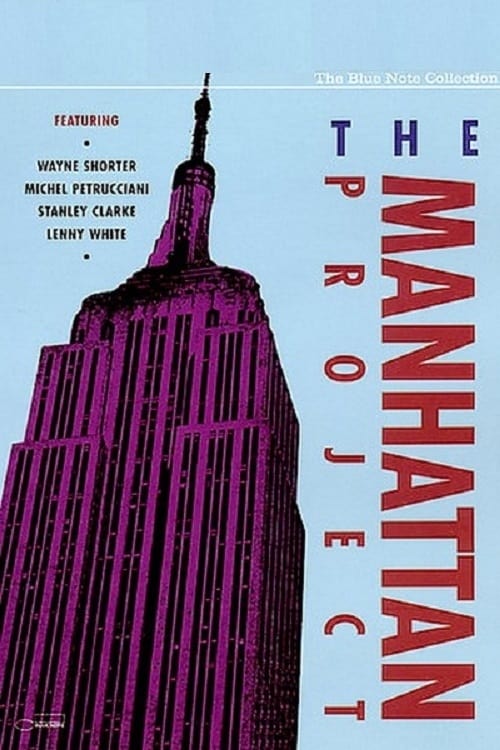 The Blue Note Collection
FEATURING
WAYNE SHORTER
MICHEL PETRUCCIANI
STANLEY CLARKE
LENNY WHITE
THE
MANHATTAN
PROJECT